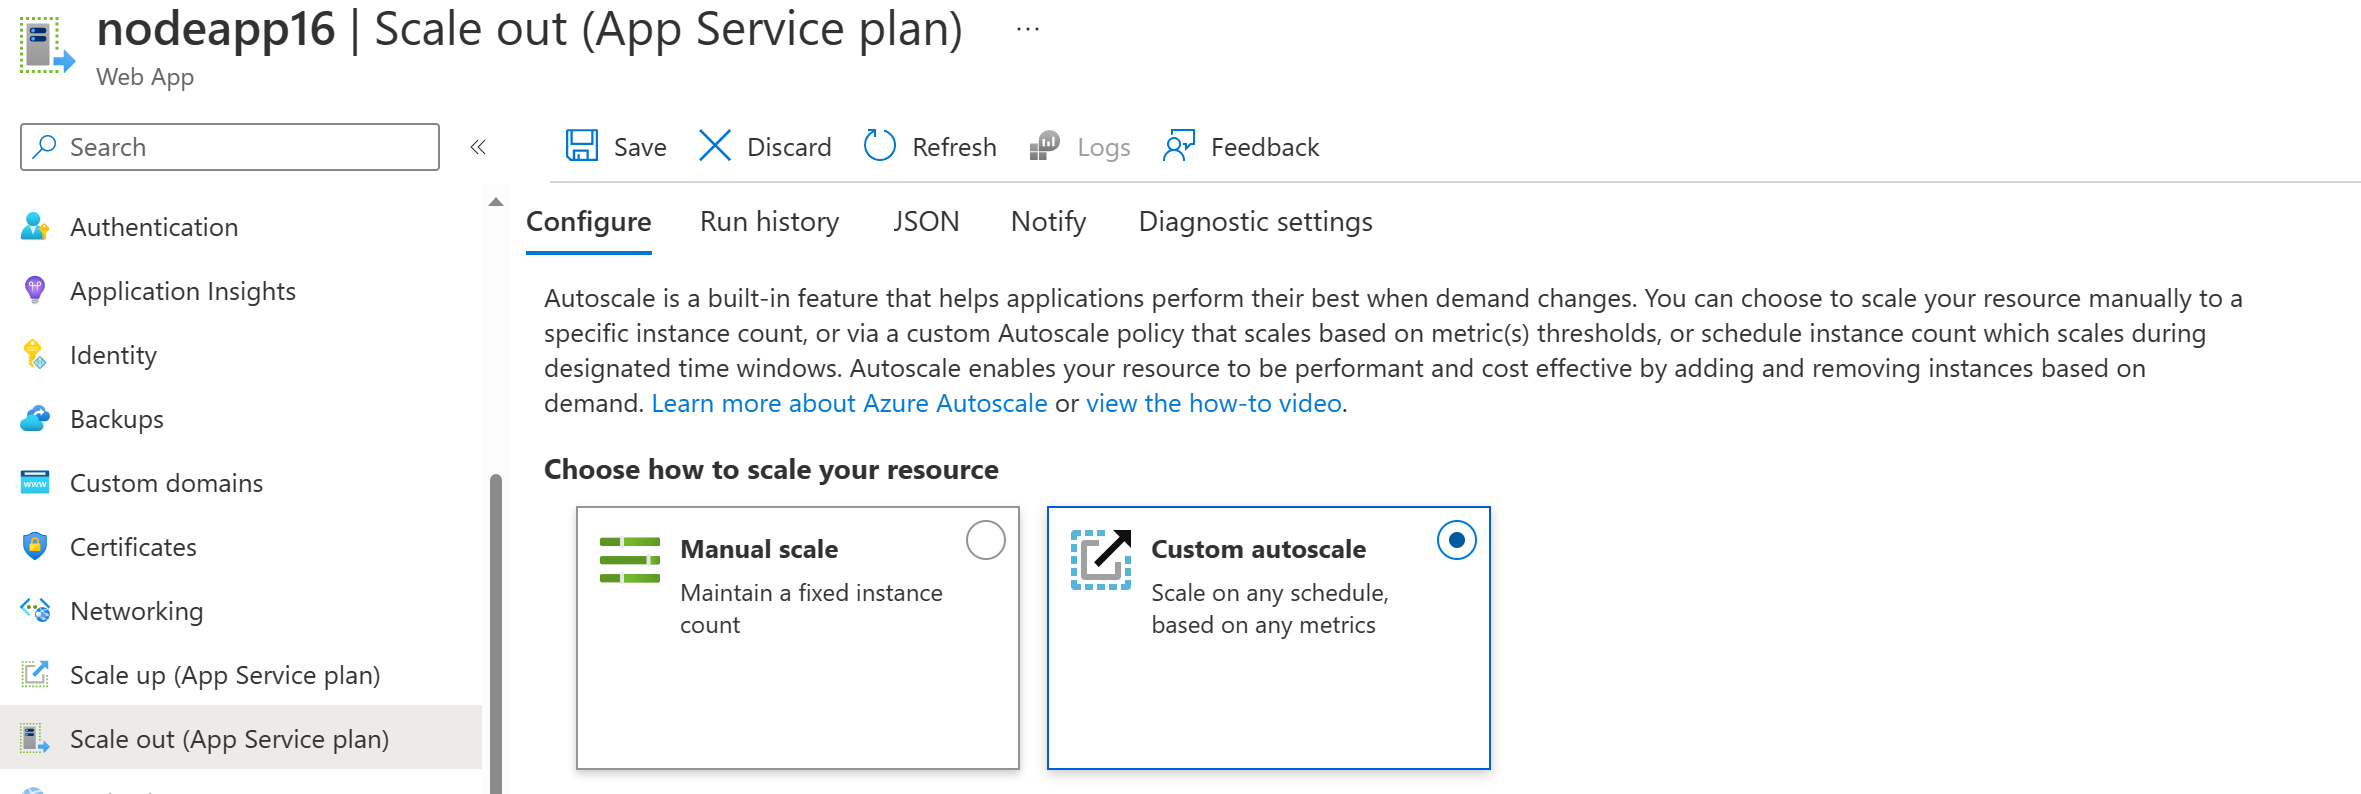 nodeapp16 | Scale out (App Service plan) ...
Web App
Search
«
Save
Discard
Refresh
Logs
Feedback
Authentication
Application Insights
Identity
Backups
Custom domains
Certificates
Networking
Scale up (App Service plan)
Scale out (App Service plan)
Configure
Run history
JSON
Notify
Diagnostic settings
Autoscale is a built-in feature that helps applications perform their best when demand changes. You can choose to scale your resource manually to a
specific instance count, or via a custom Autoscale policy that scales based on metric(s) thresholds, or schedule instance count which scales during
designated time windows. Autoscale enables your resource to be performant and cost effective by adding and removing instances based on
demand. Learn more about Azure Autoscale or view the how-to video.
Choose how to scale your resource
Manual scale
Maintain a fixed instance
count
Custom autoscale
Scale on any schedule,
based on any metrics